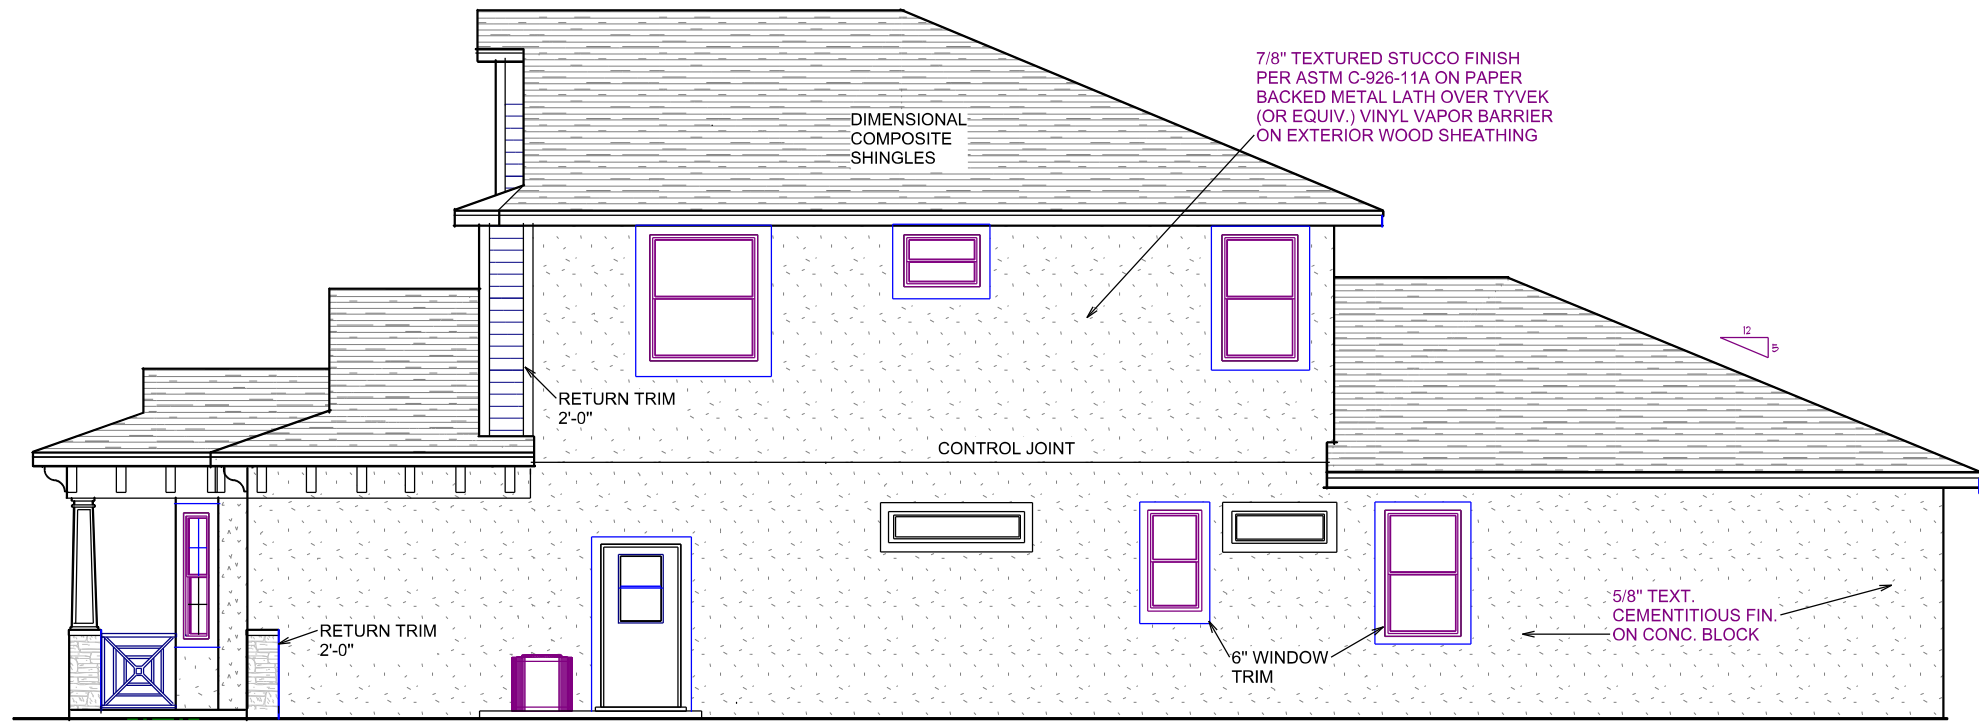 7/8" TEXTURED STUCCO FINISH
PER ASTM C-926-11A ON PAPER
BACKED METAL LATH OVER TYVEK
(OR EQUIV.) VINYL VAPOR BARRIER
ON EXTERIOR WOOD SHEATHING
DIMENSIONAL
COMPOSITE
SHINGLES
12
5
RETURN TRIM
2'-0"
CONTROL JOINT
5/8" TEXT.
CEMENTITIOUS FIN.
ON CONC. BLOCK
RETURN TRIM
2'-0"
6" WINDOW
TRIM